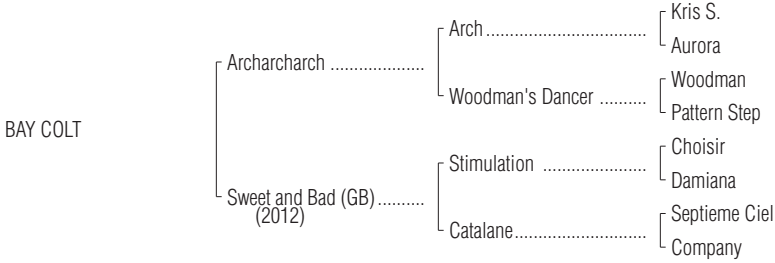 Kris S.
Arch ................................
Aurora
Archarcharch ...................
Woodman
Woodman's Dancer ..........
Pattern Step
BAY COLT
Choisir
Stimulation .....................
Damiana
Sweet and Bad (GB) ..........
(2012)
Septieme Ciel
Catalane...........................
Company